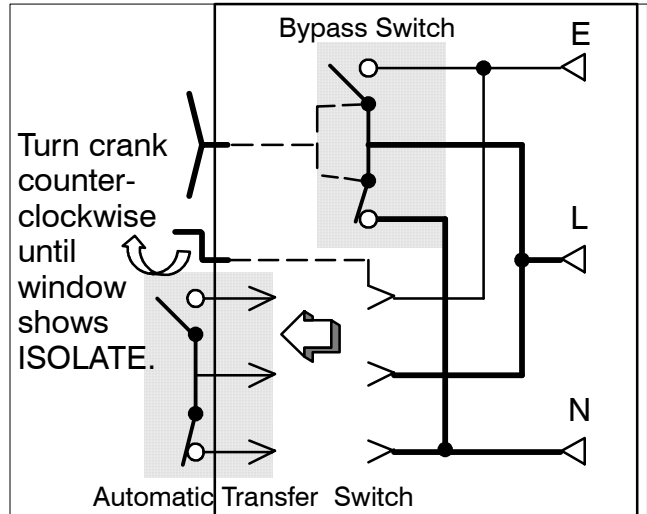 Bypass Switch
E
Turn crank
counter-
clockwise
until
window
shows
ISOLATE.
L
N
Automatic Transfer Switch